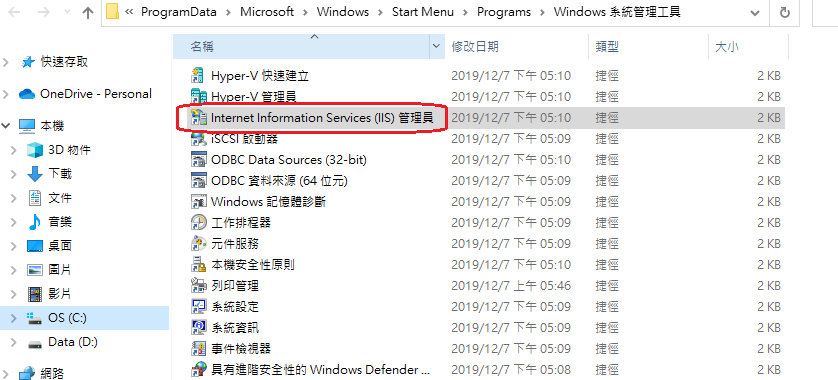 « ProgramData › Microsoft › Windows › Start Menu › Programs › Windows 系統管理工具
名稱 修改日期 類型 大小
快速存取
OneDrive - Personal
本機
3D 物件
下載
文件
音樂
桌面
圖片
影片
OS (C:)
Data (D:)
網路
Hyper-V 快速建立 2019/12/7 下午 05:10 捷徑 2 KB
Hyper-V 管理員 2019/12/7 下午 05:10 捷徑 2 KB
Internet Information Services (IIS) 管理員 2019/12/7 下午 05:10 捷徑 2 KB
iSCSI 啟動器 2019/12/7 下午 05:09 捷徑 2 KB
ODBC Data Sources (32-bit) 2019/12/7 下午 05:10 捷徑 2 KB
ODBC 資料來源 (64 位元) 2019/12/7 下午 05:09 捷徑 2 KB
Windows 記憶體診斷 2019/12/7 下午 05:09 捷徑 2 KB
工作排程器 2019/12/7 下午 05:09 捷徑 2 KB
元件服務 2019/12/7 下午 05:09 捷徑 2 KB
本機安全性原則 2019/12/7 下午 05:10 捷徑 2 KB
列印管理 2019/12/7 上午 05:46 捷徑 2 KB
系統設定 2019/12/7 下午 05:09 捷徑 2 KB
系統資訊 2019/12/7 下午 05:09 捷徑 2 KB
事件檢視器 2019/12/7 下午 05:09 捷徑 2 KB
具有進階安全性的 Windows Defender ... 2019/12/7 下午 05:08 捷徑 2 KB